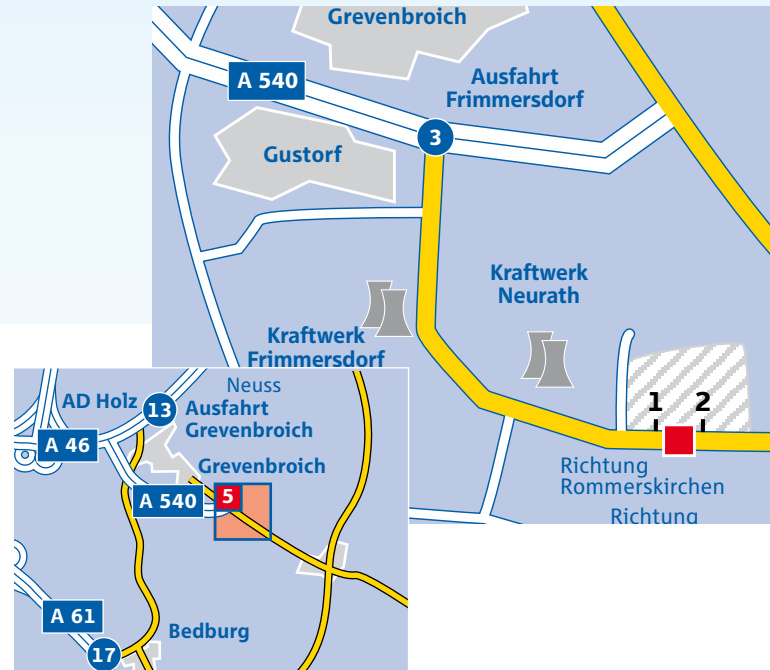 Grevenbroich
A 540
Ausfahrt
Frimmersdorf
3
Gustorf
Kraftwerk
Neurath
Kraftwerk
Frimmersdorf
1 2
Richtung
Rommerskirchen
Richtung
Neuss
AD Holz
13
Ausfahrt
Grevenbroich
A 46
Grevenbroich
A 540
5
A 61
Bedburg
17